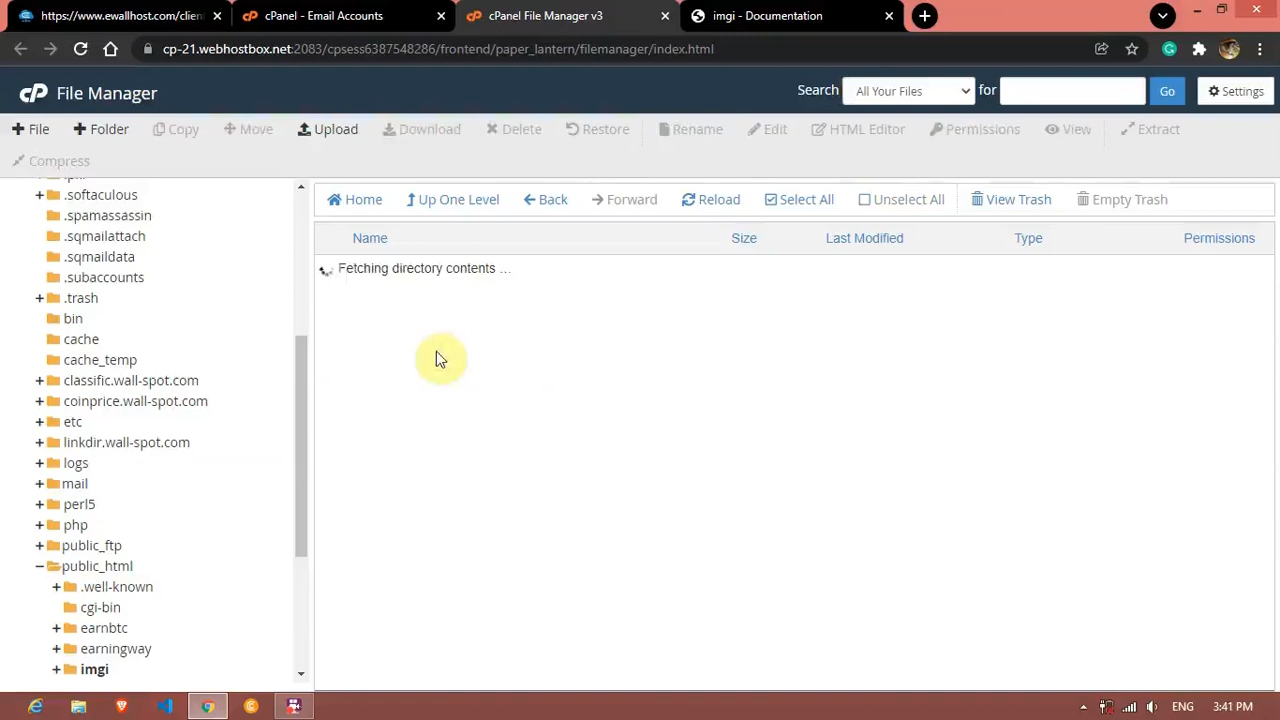 https://www.ewallhost.com/clien
cPanel - Email Accounts
cPanel File Manager v3
imgi - Documentation
cp-21.webhostbox.net:2083/cpsess6387548286/frontend/paper_lantern/filemanager/index.html
cP File Manager
Search All Your Files for Go Settings
File Folder Copy Move Upload Download Delete Restore Rename Edit HTML Editor Permissions View Extract
Compress
Home Up One Level Back Forward Reload Select All Unselect All View Trash Empty Trash
Name Size Last Modified Type Permissions
Fetching directory contents ...
.softaculous
.spamassassin
.sqmailattach
.sqmaildata
.subaccounts
.trash
bin
cache
cache_temp
classific.wall-spot.com
coinprice.wall-spot.com
etc
linkdir.wall-spot.com
logs
mail
perl5
php
public_ftp
public_html
.well-known
cgi-bin
earnbtc
earningway
imgi
ENG 3:41 PM